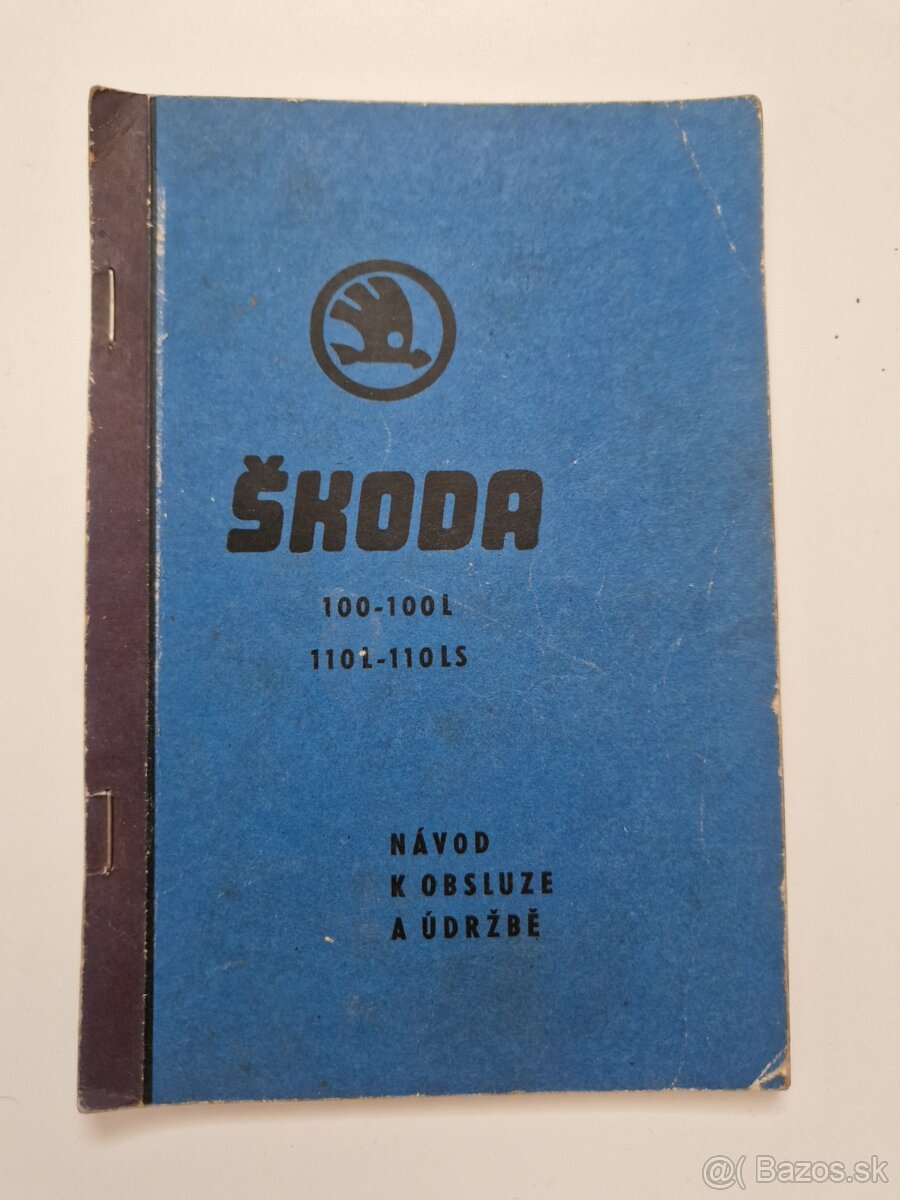 ŠKODA
100-100L
110L-110LS
NÁVOD
K OBSLUZE
A ÚDRŽBĚ
@( Bazos.sk